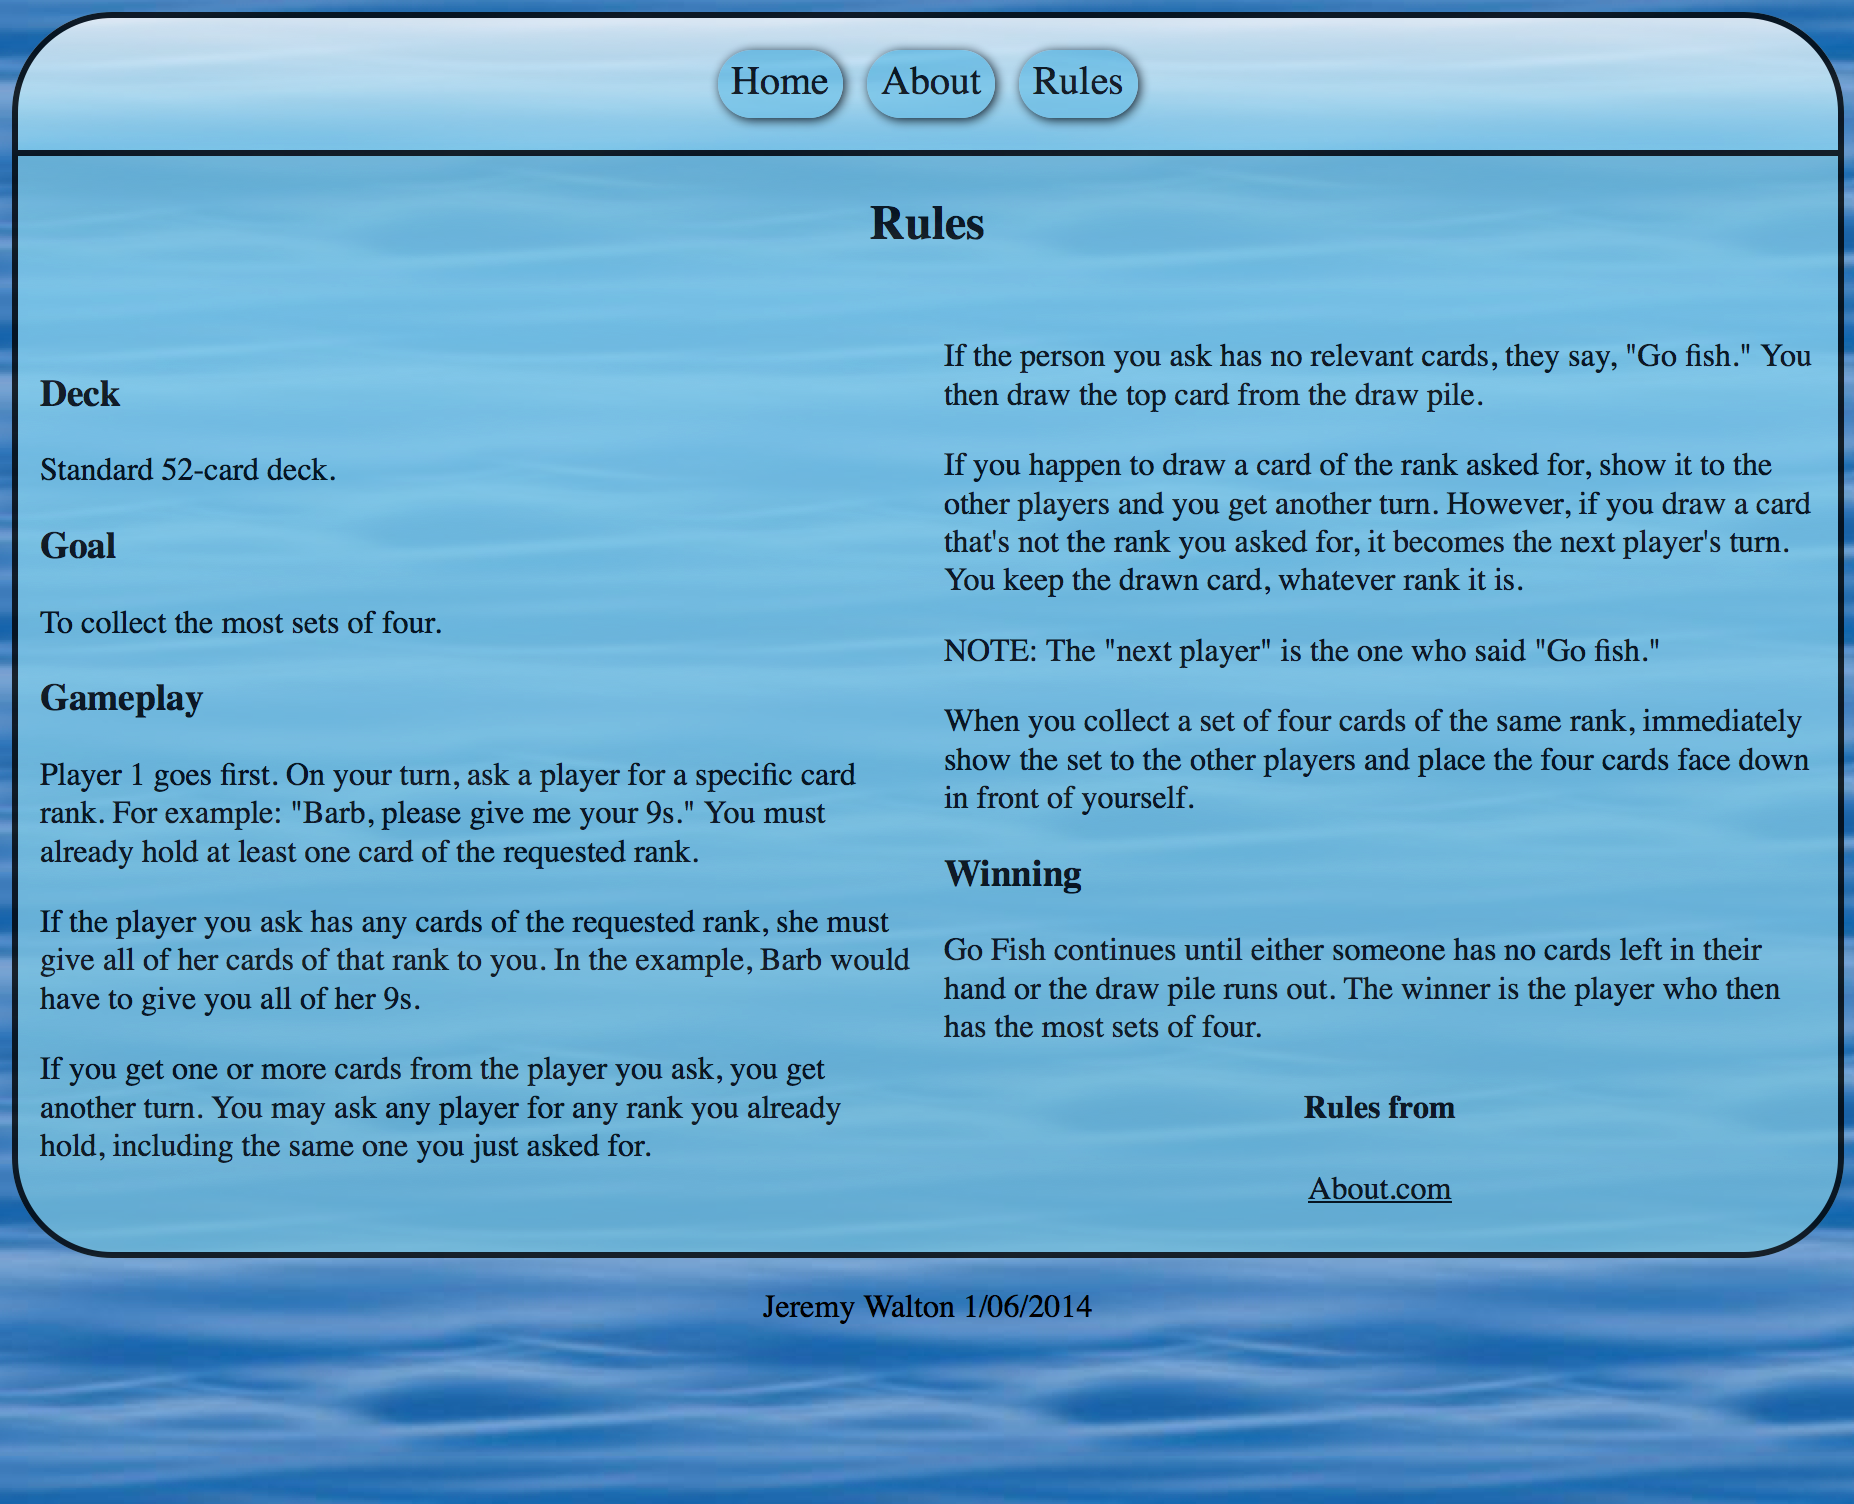 Home
About
Rules
Rules
Deck
Standard 52-card deck.
Goal
To collect the most sets of four.
Gameplay
Player 1 goes first. On your turn, ask a player for a specific card
rank. For example: "Barb, please give me your 9s." You must
already hold at least one card of the requested rank.
If the player you ask has any cards of the requested rank, she must
give all of her cards of that rank to you. In the example, Barb would
have to give you all of her 9s.
If you get one or more cards from the player you ask, you get
another turn. You may ask any player for any rank you already
hold, including the same one you just asked for.
If the person you ask has no relevant cards, they say, "Go fish." You
then draw the top card from the draw pile.
If you happen to draw a card of the rank asked for, show it to the
other players and you get another turn. However, if you draw a card
that's not the rank you asked for, it becomes the next player's turn.
You keep the drawn card, whatever rank it is.
NOTE: The "next player" is the one who said "Go fish."
When you collect a set of four cards of the same rank, immediately
show the set to the other players and place the four cards face down
in front of yourself.
Winning
Go Fish continues until either someone has no cards left in their
hand or the draw pile runs out. The winner is the player who then
has the most sets of four.
Rules from
About.com
Jeremy Walton 1/06/2014